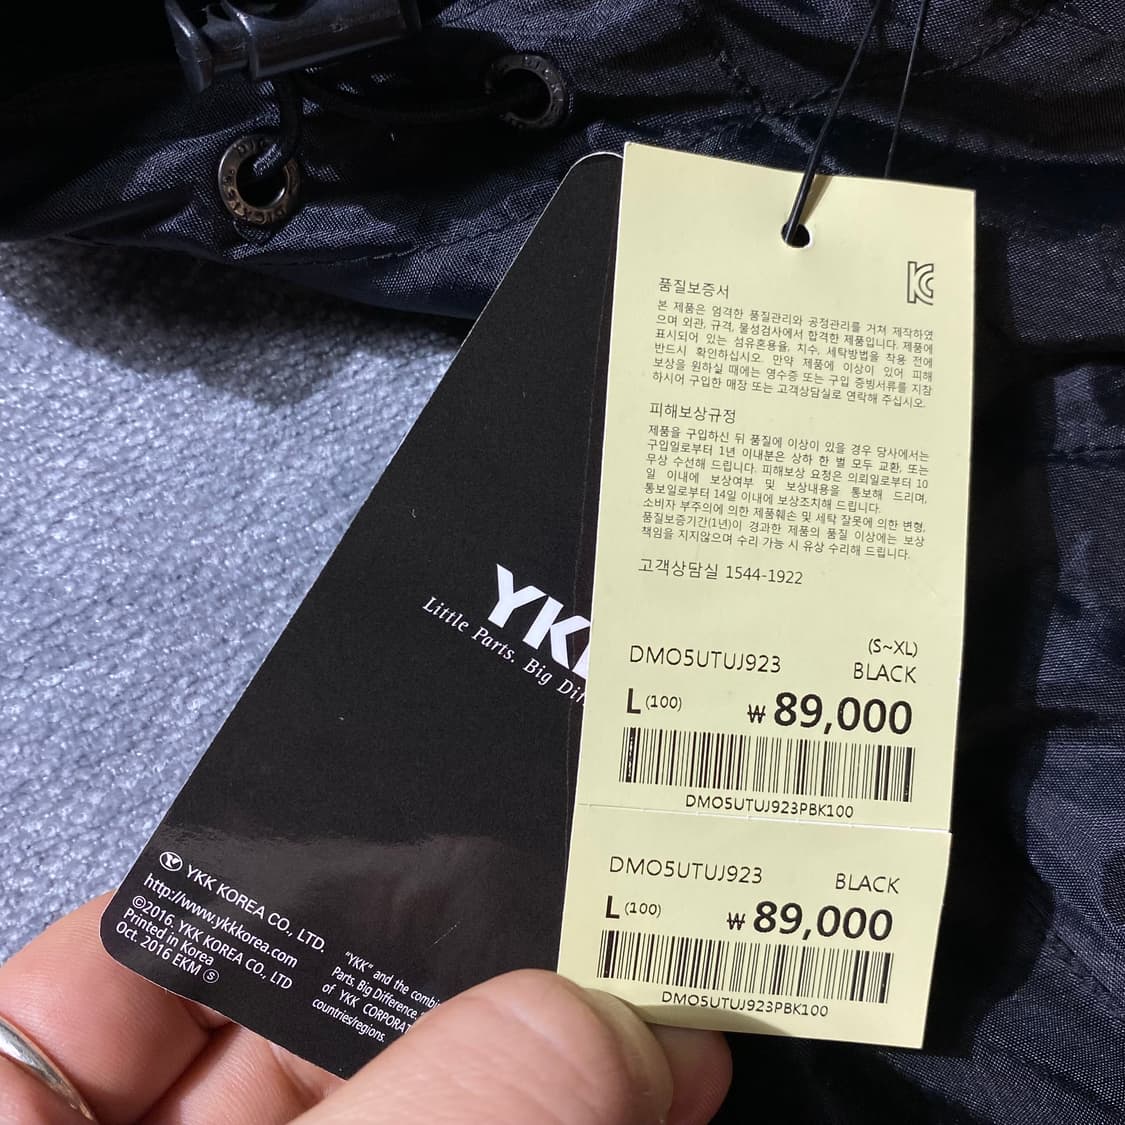 품질보증서
본 제품은 엄격한 품질관리와 공정관리를 거쳐 제작하였
으며 외관, 규격, 물성검사에서 합격한 제품입니다. 제품에
표시되어 있는 섬유혼용율, 치수, 세탁방법을 착용 전에
반드시 확인하십시오. 만약 제품에 이상이 있어 피해
보상을 원하실 때에는 영수증 또는 구입 증빙서류를 지참
하시어 구입한 매장 또는 고객상담실로 연락해 주십시오.
피해보상규정
제품을 구입하신 뒤 품질에 이상이 있을 경우 당사에서는
구입일로부터 1년 이내분은 상하 한 벌 모두 교환, 또는
무상 수선해 드립니다. 피해보상 요청은 의뢰일로부터 10
일 이내에 보상여부 및 보상내용을 통보해 드리며,
통보일로부터 14일 이내에 보상조치해 드립니다.
소비자 부주의에 의한 제품훼손 및 세탁 잘못에 의한 변형,
품질보증기간(1년)이 경과한 제품의 품질 이상에는 보상
책임을 지지않으며 수리 가능 시 유상 수리해 드립니다.
고객상담실 1544-1922
(S~XL)
DMO5UTUJ923 BLACK
L (100) ₩ 89,000
DMO5UTUJ923PBK100
DMO5UTUJ923 BLACK
L (100) ₩ 89,000
DMO5UTUJ923PBK100
Little Parts. Big
YKK KOREA CO., LTD.
http://www.ykkkorea.com
©2016. YKK KOREA CO., LTD
Printed in Korea
Oct. 2016 EKM Ⓢ
"YKK" and the
Parts. Big Difference.
of YKK
countries/regions.